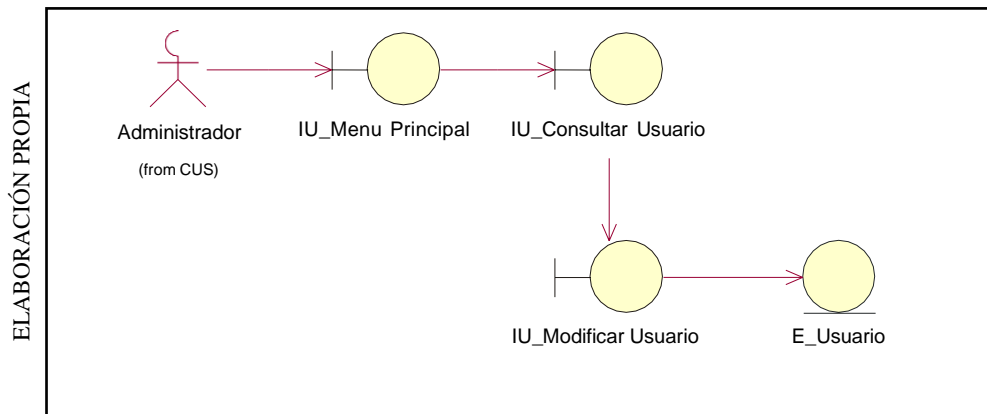 ELABORACIÓN PROPIA
Administrador
(from CUS)
IU_Menu Principal
IU_Consultar Usuario
IU_Modificar Usuario
E_Usuario